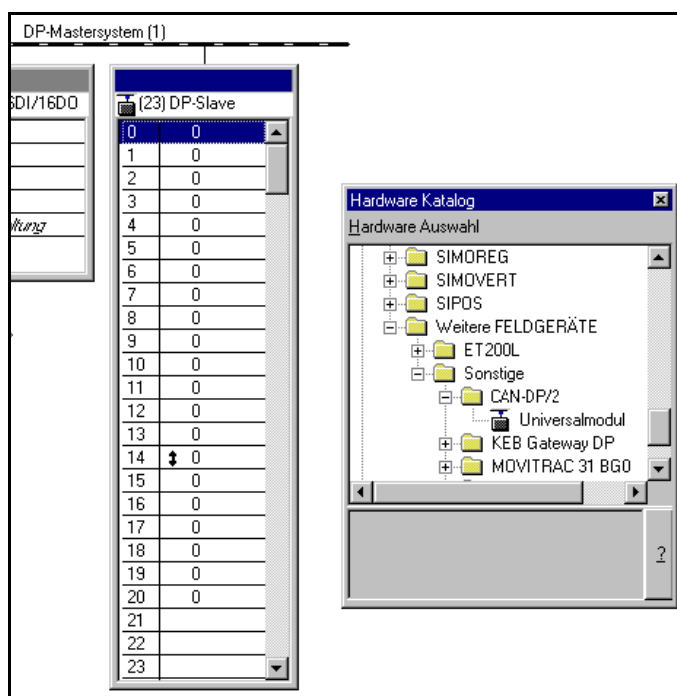 DP-Mastersystem (1)
6DI/16DO
(23) DP-Slave
0 0
1 0
2 0
3 0
4 0
5 0
6 0
7 0
8 0
9 0
10 0
11 0
12 0
13 0
14 0
15 0
16 0
17 0
18 0
19 0
20 0
21
22
23
Hardware Katalog
Hardware Auswahl
SIMOREG
SIMOVERT
SIPOS
Weitere FELDGERÄTE
ET200L
Sonstige
CAN-DP/2
Universalmodul
KEB Gateway DP
MOVITRAC 31 BG0
?